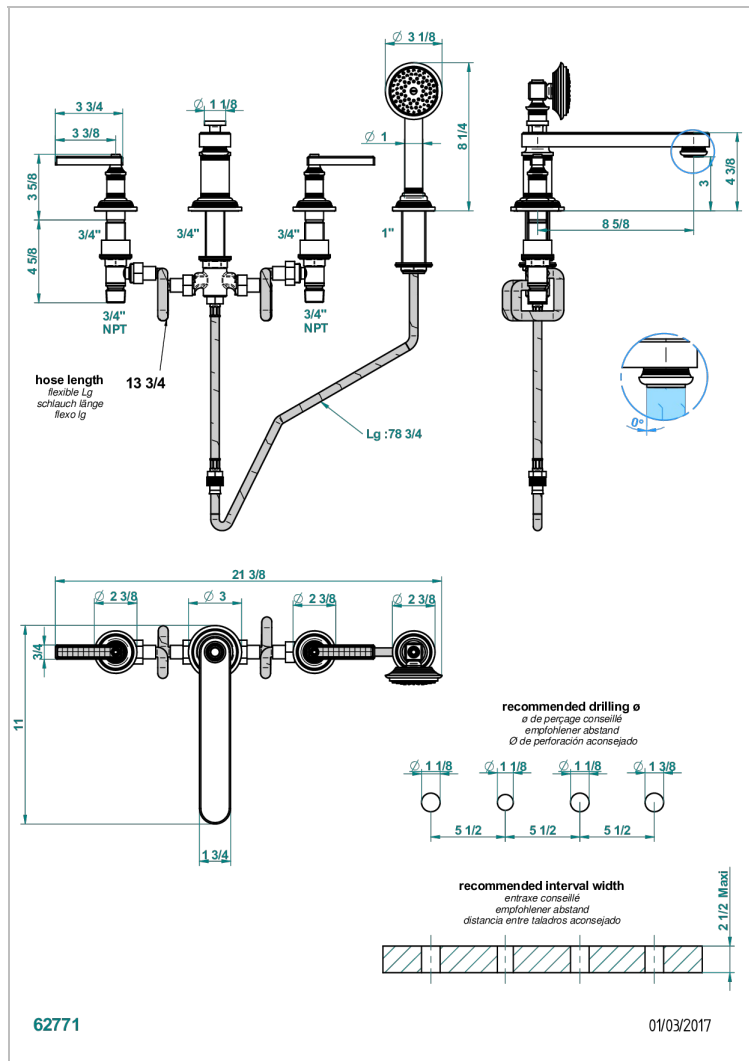 Ø 3 1/8
3 3/4
3 3/8
Ø 1 1/8
Ø 1
8 1/4
3 5/8
4 5/8
3/4"
3/4"
3/4"
1"
3
4 3/8
8 5/8
3/4"
NPT
3/4"
NPT
hose length
flexible Lg
schlauch länge
flexo lg
13 3/4
Lg :78 3/4
0°
21 3/8
Ø 2 3/8
Ø 3
Ø 2 3/8
Ø 2 3/8
3/4
11
1 3/4
recommended drilling ø
ø de perçage conseillé
empfohlener abstand
Ø de perforación aconsejado
Ø 1 1/8
Ø 1 1/8
Ø 1 1/8
Ø 1 3/8
5 1/2
5 1/2
5 1/2
recommended interval width
entraxe conseillé
empfohlener abstand
distancia entre taladros aconsejado
2 1/2 Maxi
62771
01/03/2017